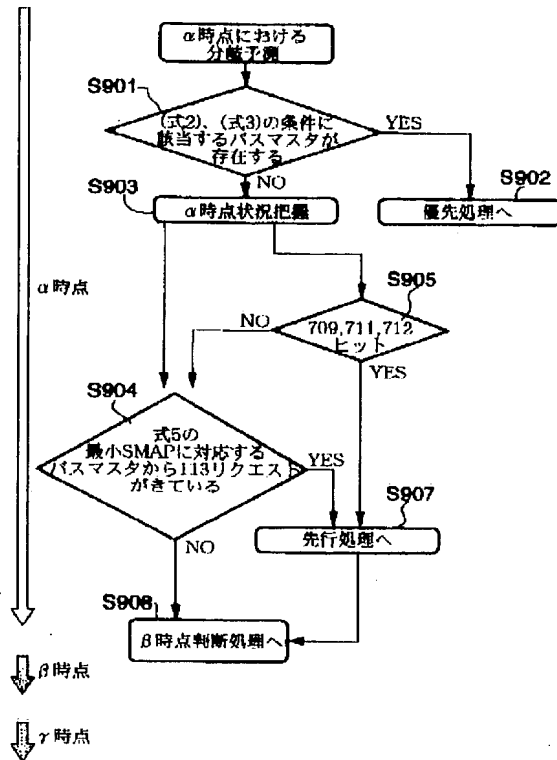 α時点における
分岐予測
S901
(式2)、(式3)の条件に
該当するバスマスタが
存在する
YES
NO
S902
優先処理へ
S903
α時点状況把握
α時点
S905
709,711,712
ヒット
NO
YES
S904
式5の
最小SMAPに対応する
バスマスタから113リクエス
がきている
YES
NO
S907
先行処理へ
S908
β時点判断処理へ
β時点
γ時点